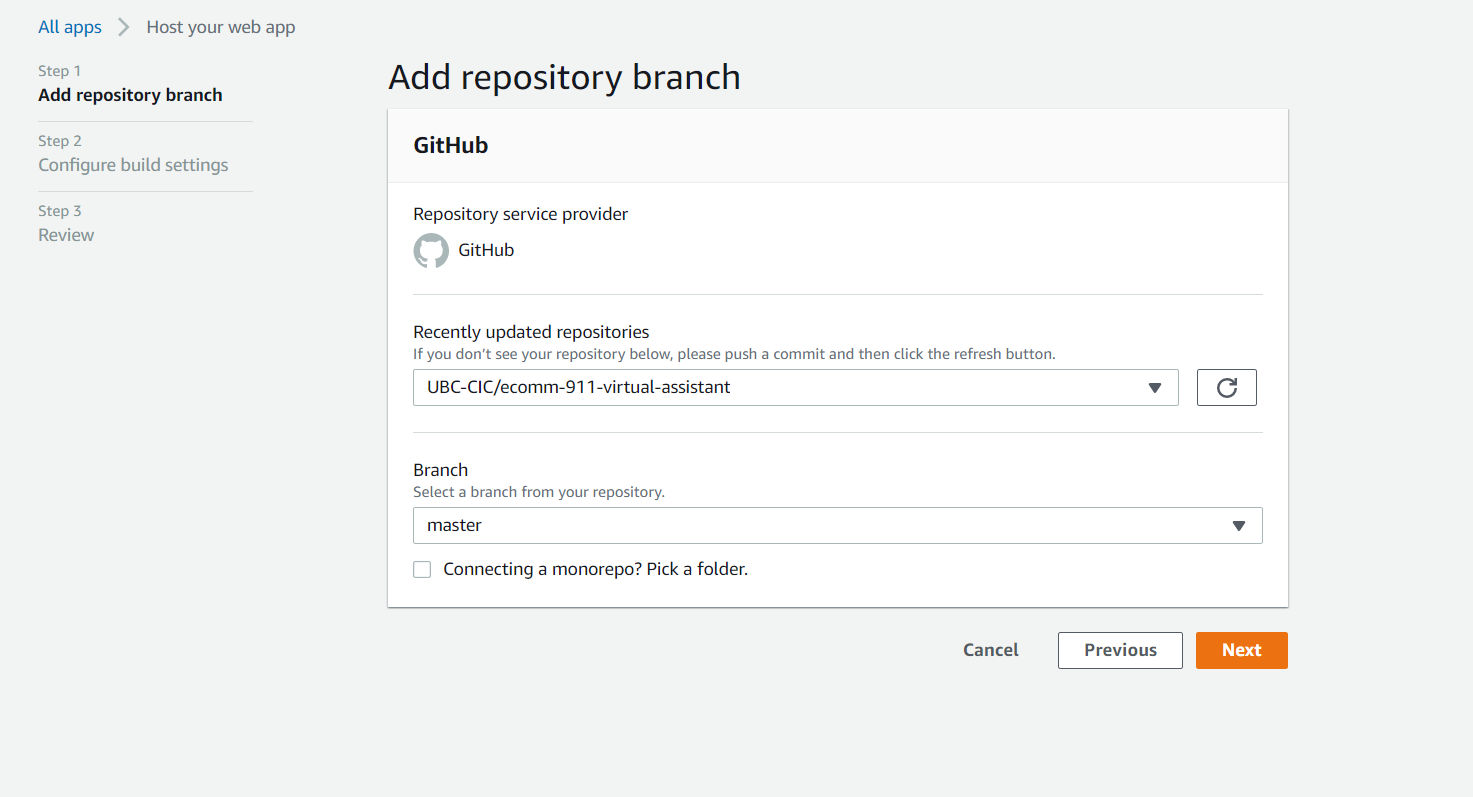 All apps > Host your web app
Step 1
Add repository branch
Step 2
Configure build settings
Step 3
Review
Add repository branch
GitHub
Repository service provider
GitHub
Recently updated repositories
If you don’t see your repository below, please push a commit and then click the refresh button.
UBC-CIC/ecomm-911-virtual-assistant
Branch
Select a branch from your repository.
master
Connecting a monorepo? Pick a folder.
Cancel Previous Next